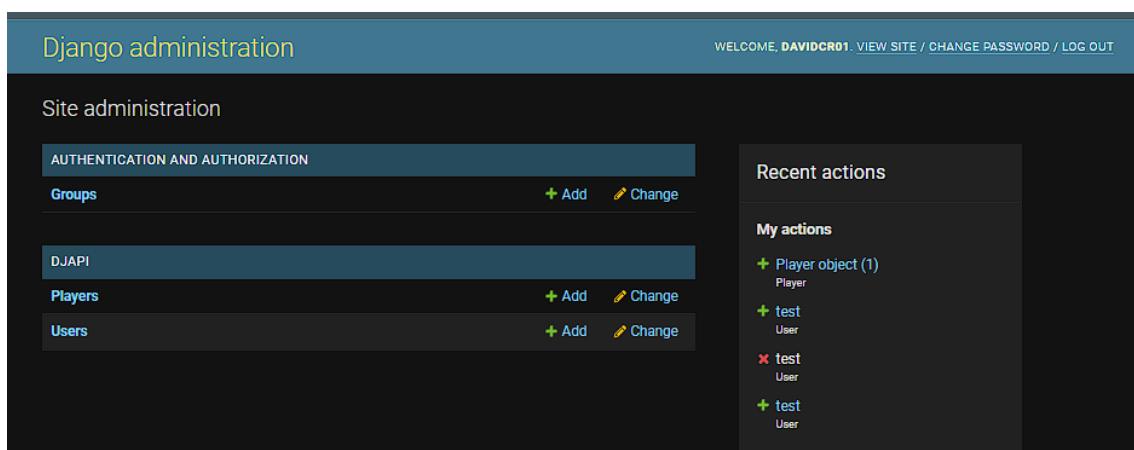 Django administration
WELCOME, DAVIDCR01. VIEW SITE / CHANGE PASSWORD / LOG OUT
Site administration
AUTHENTICATION AND AUTHORIZATION
Groups
Add
Change
DJAPI
Players
Add
Change
Users
Add
Change
Recent actions
My actions
Player object (1)
Player
test
User
test
User
test
User